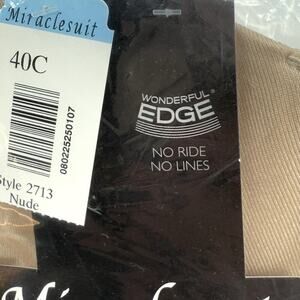 Miraclesuit
40C
080225250107
Style 2713
Nude
WONDERFUL®
EDGE
NO RIDE
NO LINES